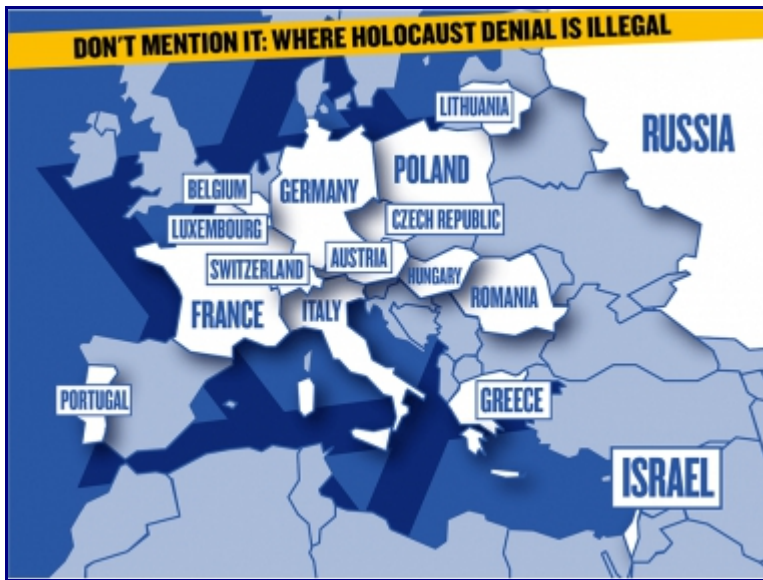 DON'T MENTION IT: WHERE HOLOCAUST DENIAL IS ILLEGAL
LITHUANIA
RUSSIA
POLAND
BELGIUM
GERMANY
CZECH REPUBLIC
LUXEMBOURG
AUSTRIA
SWITZERLAND
HUNGARY
ROMANIA
FRANCE
ITALY
PORTUGAL
GREECE
ISRAEL